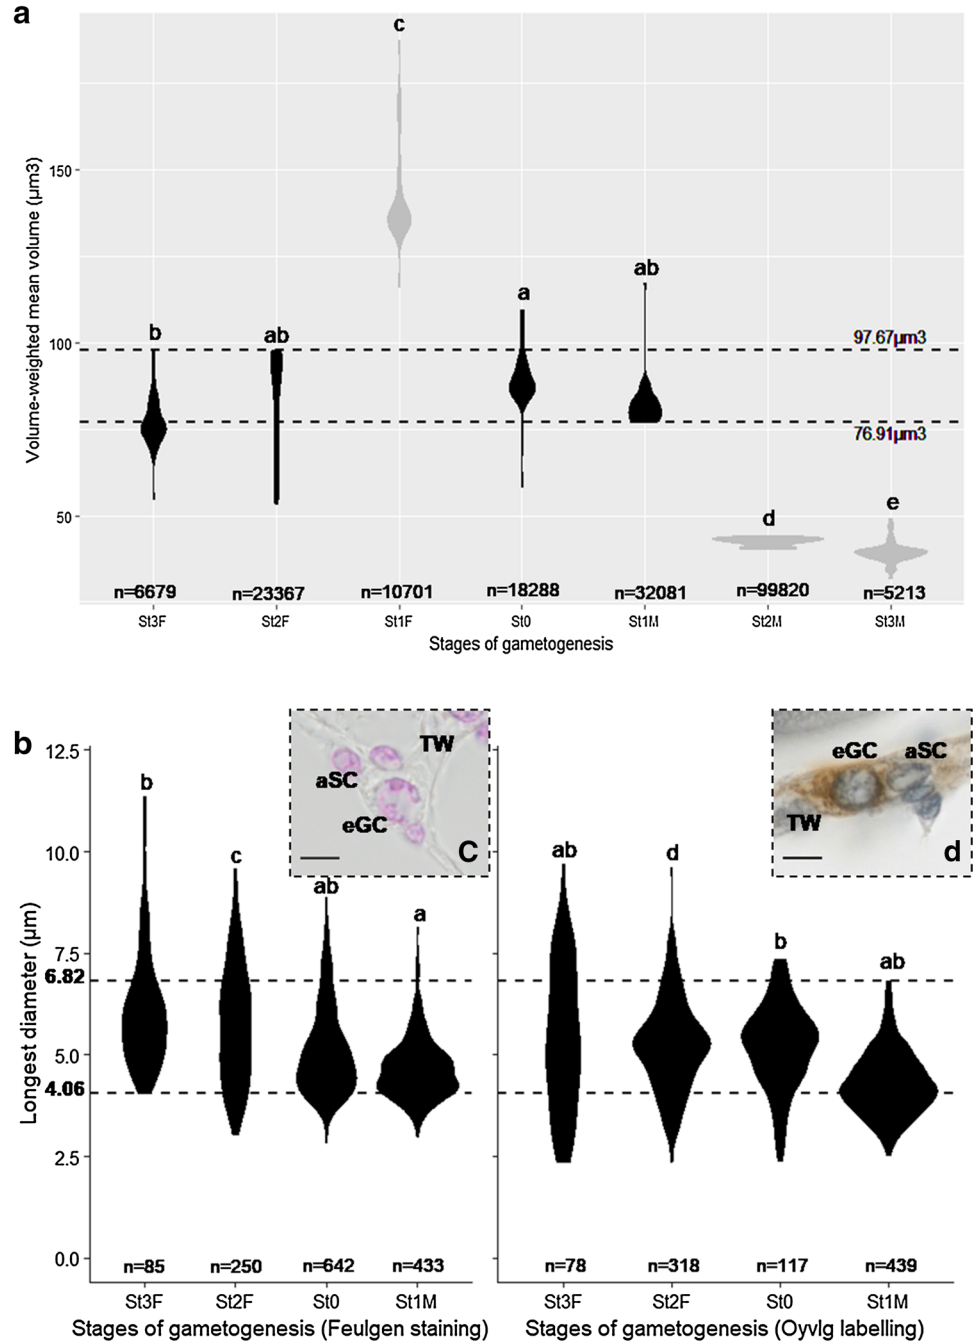 a
Volume-weighted mean volume (µm3)
150
100
50
b
ab
c
a
ab
d
e
97.67µm3
76.91µm3
n=6679
n=23367
n=10701
n=18288
n=32081
n=99820
n=5213
St3F
St2F
St1F
St0
St1M
St2M
St3M
Stages of gametogenesis
b
Longest diameter (µm)
12.5
10.0
7.5
6.82
5.0
4.06
2.5
0.0
b
c
ab
a
TW
aSC
eGC
C
n=85
n=250
n=642
n=433
St3F
St2F
St0
St1M
Stages of gametogenesis (Feulgen staining)
eGC
aSC
TW
d
ab
d
b
ab
n=78
n=318
n=117
n=439
St3F
St2F
St0
St1M
Stages of gametogenesis (Oyvlg labelling)